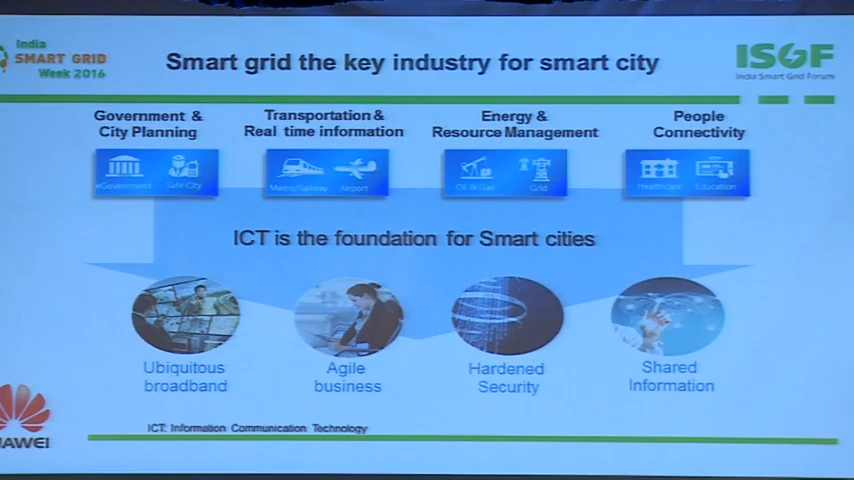 India
SMART GRID
Week 2016
Smart grid the key industry for smart city
ISGF
India Smart Grid Forum
Government &
City Planning
Transportation &
Real time information
Energy &
Resource Management
People
Connectivity
eGovernment
Safe-City
Metro/Railway
Airport
Oil & Gas
Grid
Healthcare
Education
ICT is the foundation for Smart cities
Ubiquitous
broadband
Agile
business
Hardened
Security
Shared
Information
AWEI
ICT: Information Communication Technology